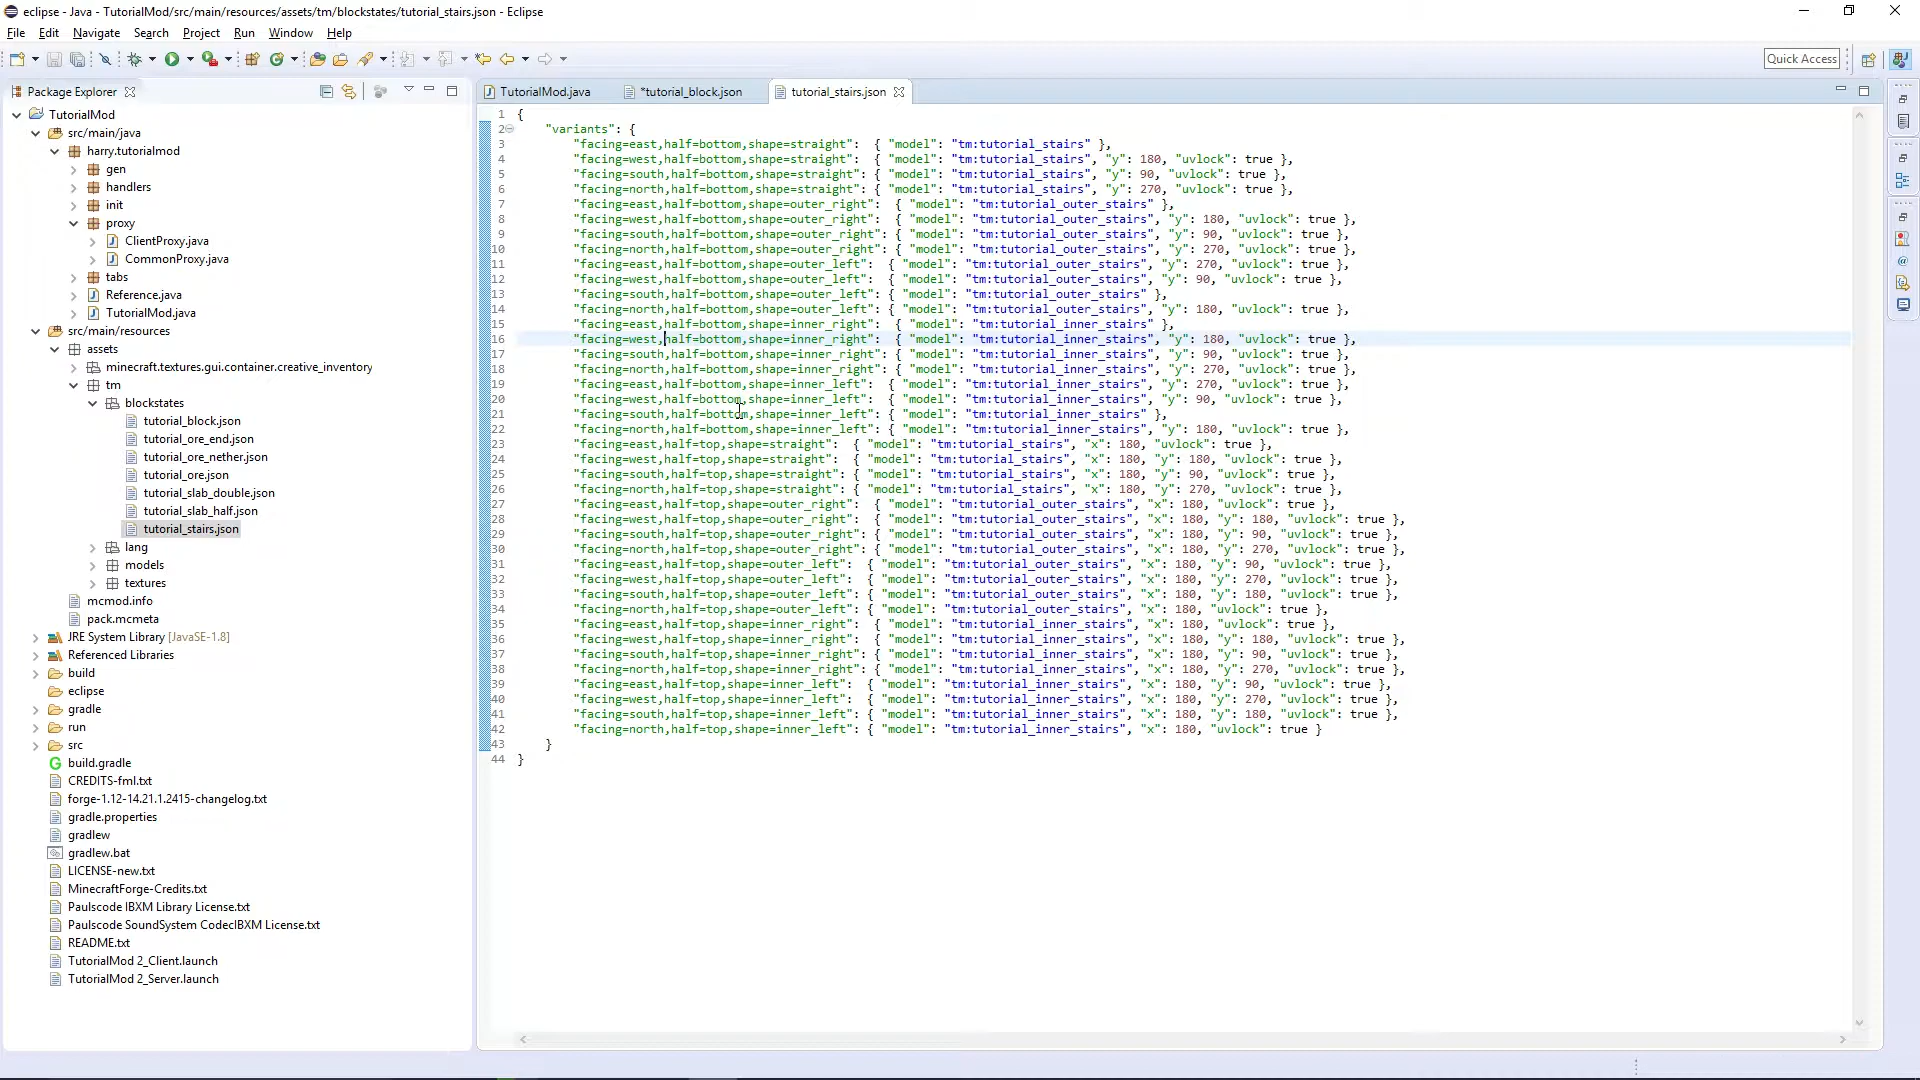 eclipse - Java - TutorialMod/src/main/resources/assets/tm/blockstates/tutorial_stairs.json - Eclipse
File Edit Navigate Search Project Run Window Help
Quick Access
Package Explorer
TutorialMod
src/main/java
harry.tutorialmod
gen
handlers
init
proxy
ClientProxy.java
CommonProxy.java
tabs
Reference.java
TutorialMod.java
src/main/resources
assets
minecraft.textures.gui.container.creative_inventory
tm
blockstates
tutorial_block.json
tutorial_ore_end.json
tutorial_ore_nether.json
tutorial_ore.json
tutorial_slab_double.json
tutorial_slab_half.json
tutorial_stairs.json
lang
models
textures
mcmod.info
pack.mcmeta
JRE System Library [JavaSE-1.8]
Referenced Libraries
build
eclipse
gradle
run
src
build.gradle
CREDITS-fml.txt
forge-1.12-14.21.1.2415-changelog.txt
gradle.properties
gradlew
gradlew.bat
LICENSE-new.txt
MinecraftForge-Credits.txt
Paulscode IBXM Library License.txt
Paulscode SoundSystem CodecIBXM License.txt
README.txt
TutorialMod 2_Client.launch
TutorialMod 2_Server.launch
TutorialMod.java *tutorial_block.json tutorial_stairs.json
1 {
2 "variants": {
3 "facing=east,half=bottom,shape=straight": { "model": "tm:tutorial_stairs" },
4 "facing=west,half=bottom,shape=straight": { "model": "tm:tutorial_stairs", "y": 180, "uvlock": true },
5 "facing=south,half=bottom,shape=straight": { "model": "tm:tutorial_stairs", "y": 90, "uvlock": true },
6 "facing=north,half=bottom,shape=straight": { "model": "tm:tutorial_stairs", "y": 270, "uvlock": true },
7 "facing=east,half=bottom,shape=outer_right": { "model": "tm:tutorial_outer_stairs" },
8 "facing=west,half=bottom,shape=outer_right": { "model": "tm:tutorial_outer_stairs", "y": 180, "uvlock": true },
9 "facing=south,half=bottom,shape=outer_right": { "model": "tm:tutorial_outer_stairs", "y": 90, "uvlock": true },
10 "facing=north,half=bottom,shape=outer_right": { "model": "tm:tutorial_outer_stairs", "y": 270, "uvlock": true },
11 "facing=east,half=bottom,shape=outer_left": { "model": "tm:tutorial_outer_stairs", "y": 270, "uvlock": true },
12 "facing=west,half=bottom,shape=outer_left": { "model": "tm:tutorial_outer_stairs", "y": 90, "uvlock": true },
13 "facing=south,half=bottom,shape=outer_left": { "model": "tm:tutorial_outer_stairs" },
14 "facing=north,half=bottom,shape=outer_left": { "model": "tm:tutorial_outer_stairs", "y": 180, "uvlock": true },
15 "facing=east,half=bottom,shape=inner_right": { "model": "tm:tutorial_inner_stairs" },
16 "facing=west,half=bottom,shape=inner_right": { "model": "tm:tutorial_inner_stairs", "y": 180, "uvlock": true },
17 "facing=south,half=bottom,shape=inner_right": { "model": "tm:tutorial_inner_stairs", "y": 90, "uvlock": true },
18 "facing=north,half=bottom,shape=inner_right": { "model": "tm:tutorial_inner_stairs", "y": 270, "uvlock": true },
19 "facing=east,half=bottom,shape=inner_left": { "model": "tm:tutorial_inner_stairs", "y": 270, "uvlock": true },
20 "facing=west,half=bottom,shape=inner_left": { "model": "tm:tutorial_inner_stairs", "y": 90, "uvlock": true },
21 "facing=south,half=bottom,shape=inner_left": { "model": "tm:tutorial_inner_stairs" },
22 "facing=north,half=bottom,shape=inner_left": { "model": "tm:tutorial_inner_stairs", "y": 180, "uvlock": true },
23 "facing=east,half=top,shape=straight": { "model": "tm:tutorial_stairs", "x": 180, "uvlock": true },
24 "facing=west,half=top,shape=straight": { "model": "tm:tutorial_stairs", "x": 180, "y": 180, "uvlock": true },
25 "facing=south,half=top,shape=straight": { "model": "tm:tutorial_stairs", "x": 180, "y": 90, "uvlock": true },
26 "facing=north,half=top,shape=straight": { "model": "tm:tutorial_stairs", "x": 180, "y": 270, "uvlock": true },
27 "facing=east,half=top,shape=outer_right": { "model": "tm:tutorial_outer_stairs", "x": 180, "uvlock": true },
28 "facing=west,half=top,shape=outer_right": { "model": "tm:tutorial_outer_stairs", "x": 180, "y": 180, "uvlock": true },
29 "facing=south,half=top,shape=outer_right": { "model": "tm:tutorial_outer_stairs", "x": 180, "y": 90, "uvlock": true },
30 "facing=north,half=top,shape=outer_right": { "model": "tm:tutorial_outer_stairs", "x": 180, "y": 270, "uvlock": true },
31 "facing=east,half=top,shape=outer_left": { "model": "tm:tutorial_outer_stairs", "x": 180, "y": 90, "uvlock": true },
32 "facing=west,half=top,shape=outer_left": { "model": "tm:tutorial_outer_stairs", "x": 180, "y": 270, "uvlock": true },
33 "facing=south,half=top,shape=outer_left": { "model": "tm:tutorial_outer_stairs", "x": 180, "y": 180, "uvlock": true },
34 "facing=north,half=top,shape=outer_left": { "model": "tm:tutorial_outer_stairs", "x": 180, "uvlock": true },
35 "facing=east,half=top,shape=inner_right": { "model": "tm:tutorial_inner_stairs", "x": 180, "uvlock": true },
36 "facing=west,half=top,shape=inner_right": { "model": "tm:tutorial_inner_stairs", "x": 180, "y": 180, "uvlock": true },
37 "facing=south,half=top,shape=inner_right": { "model": "tm:tutorial_inner_stairs", "x": 180, "y": 90, "uvlock": true },
38 "facing=north,half=top,shape=inner_right": { "model": "tm:tutorial_inner_stairs", "x": 180, "y": 270, "uvlock": true },
39 "facing=east,half=top,shape=inner_left": { "model": "tm:tutorial_inner_stairs", "x": 180, "y": 90, "uvlock": true },
40 "facing=west,half=top,shape=inner_left": { "model": "tm:tutorial_inner_stairs", "x": 180, "y": 270, "uvlock": true },
41 "facing=south,half=top,shape=inner_left": { "model": "tm:tutorial_inner_stairs", "x": 180, "y": 180, "uvlock": true },
42 "facing=north,half=top,shape=inner_left": { "model": "tm:tutorial_inner_stairs", "x": 180, "uvlock": true }
43 }
44 }